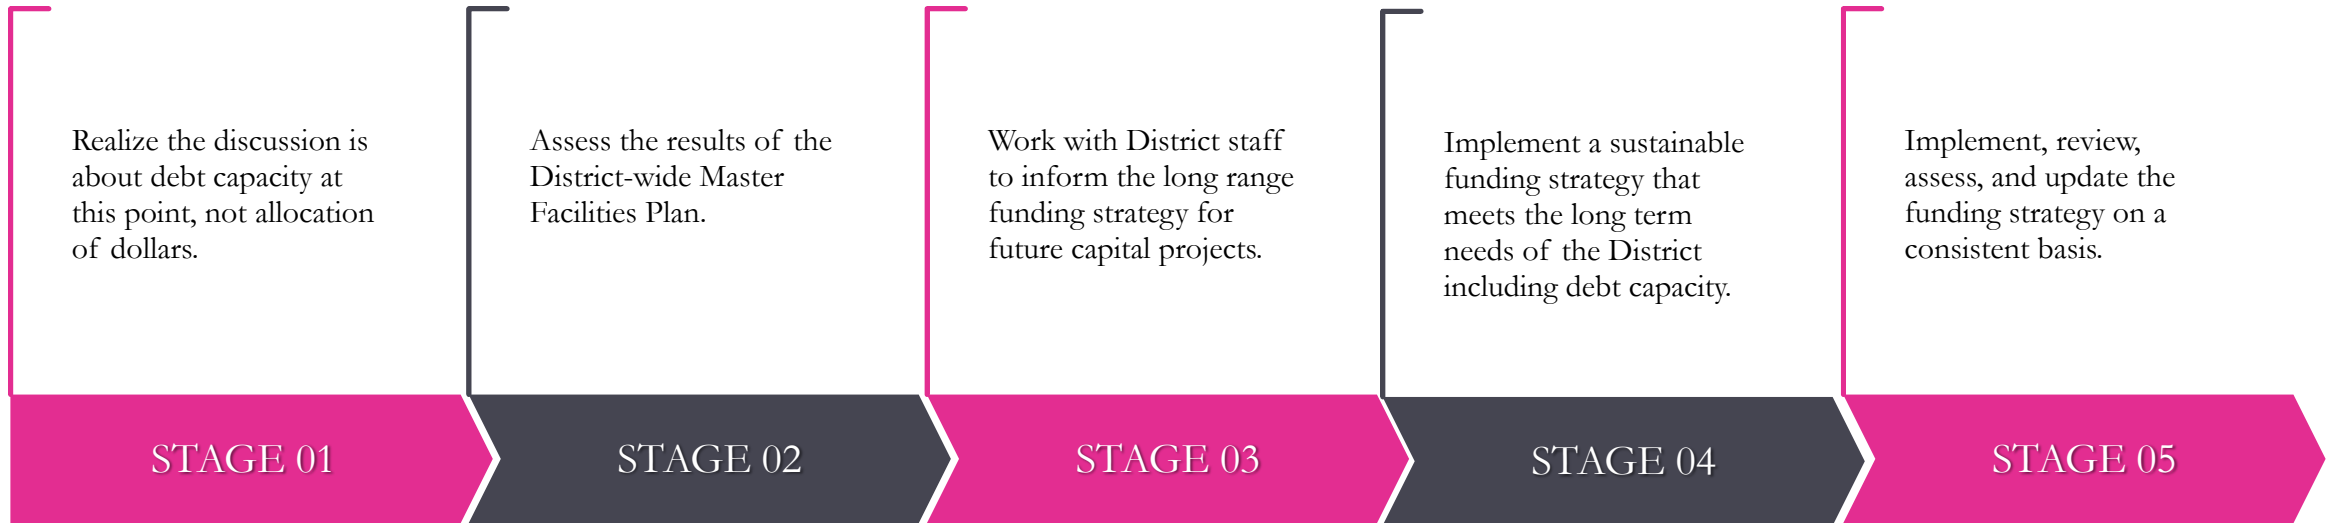 Realize the discussion is
about debt capacity at
this point, not allocation
of dollars.
Assess the results of the
District-wide Master
Facilities Plan.
Work with District staff
to inform the long range
funding strategy for
future capital projects.
Implement a sustainable
funding strategy that
meets the long term
needs of the District
including debt capacity.
Implement, review,
assess, and update the
funding strategy on a
consistent basis.
STAGE 01
STAGE 02
STAGE 03
STAGE 04
STAGE 05